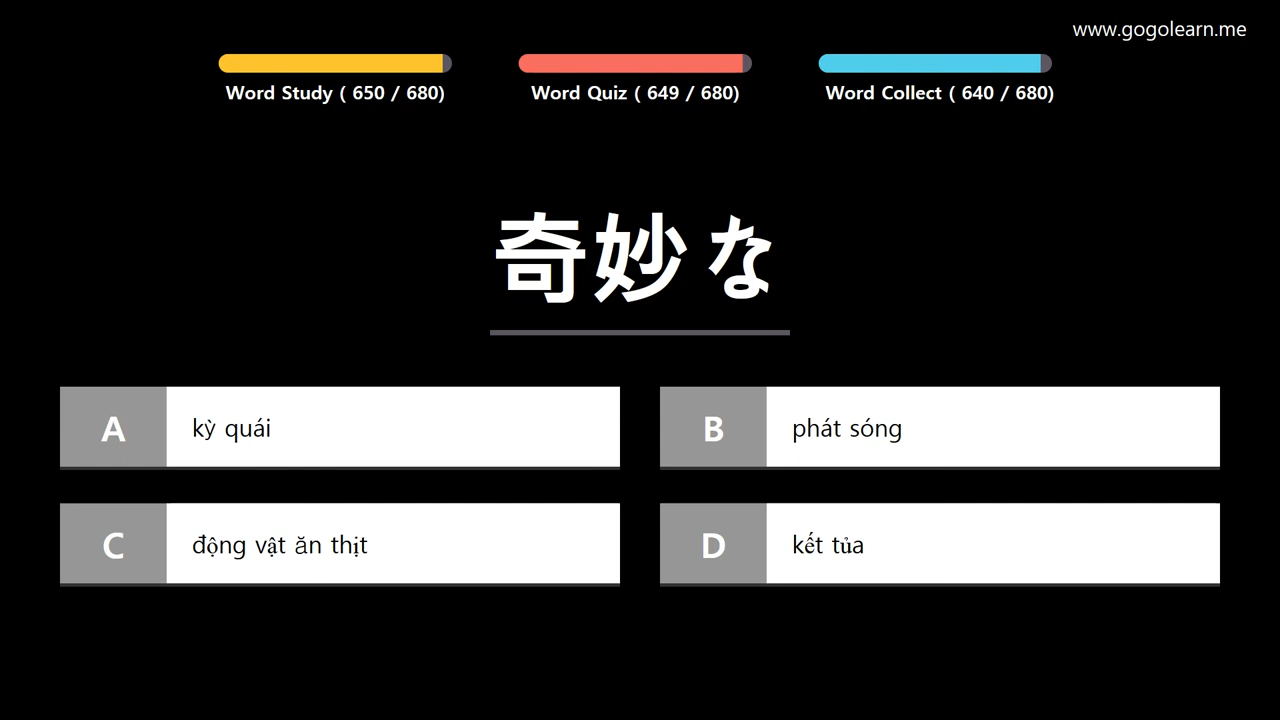 www.gogolearn.me
Word Study ( 650 / 680)
Word Quiz ( 649 / 680)
Word Collect ( 640 / 680)
奇妙な
A
kỳ quái
B
phát sóng
C
động vật ăn thịt
D
kết tủa